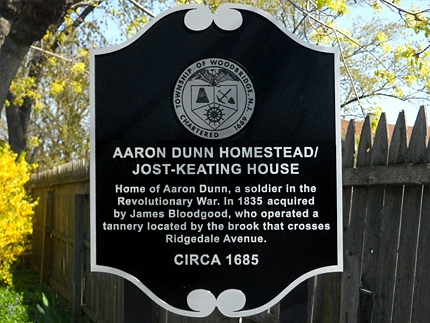 TOWNSHIP OF WOODBRIDGE, N.J.
CHARTERED 1669
AARON DUNN HOMESTEAD/
JOST-KEATING HOUSE
Home of Aaron Dunn, a soldier in the
Revolutionary War. In 1835 acquired
by James Bloodgood, who operated a
tannery located by the brook that crosses
Ridgedale Avenue.
CIRCA 1685